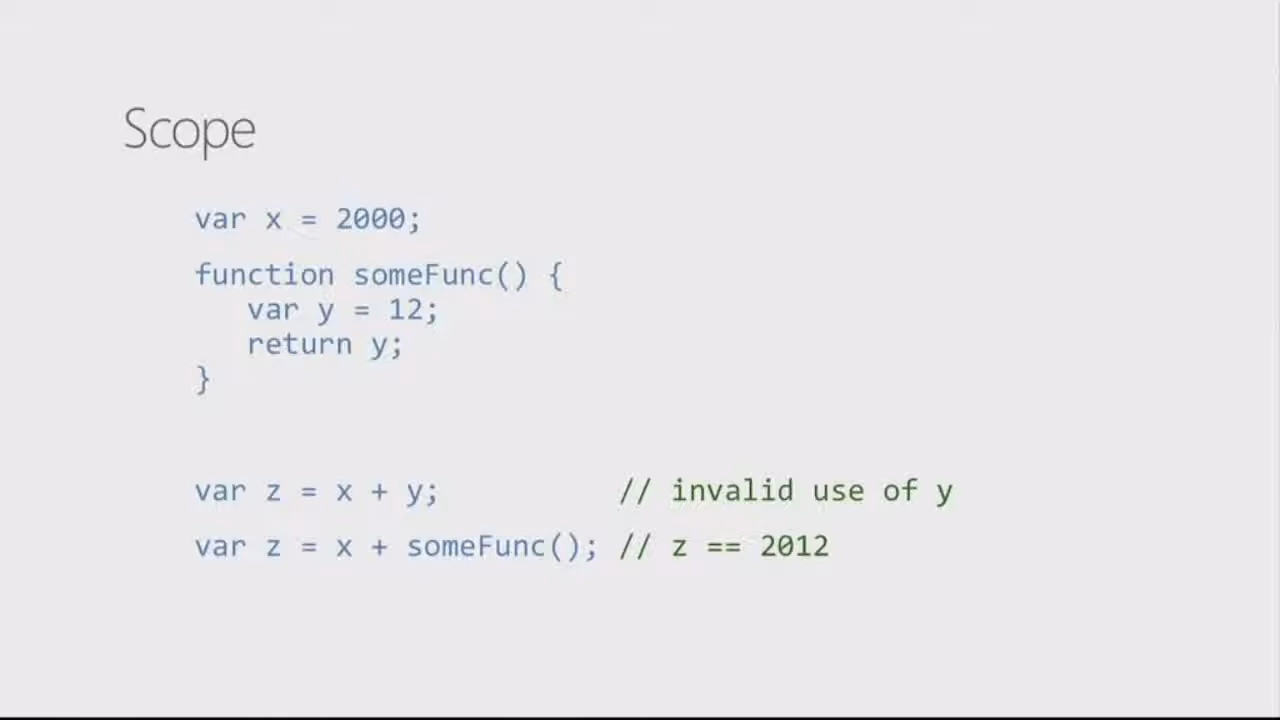 Scope
var x = 2000;
function someFunc() {
   var y = 12;
   return y;
}
var z = x + y;          // invalid use of y
var z = x + someFunc(); // z == 2012